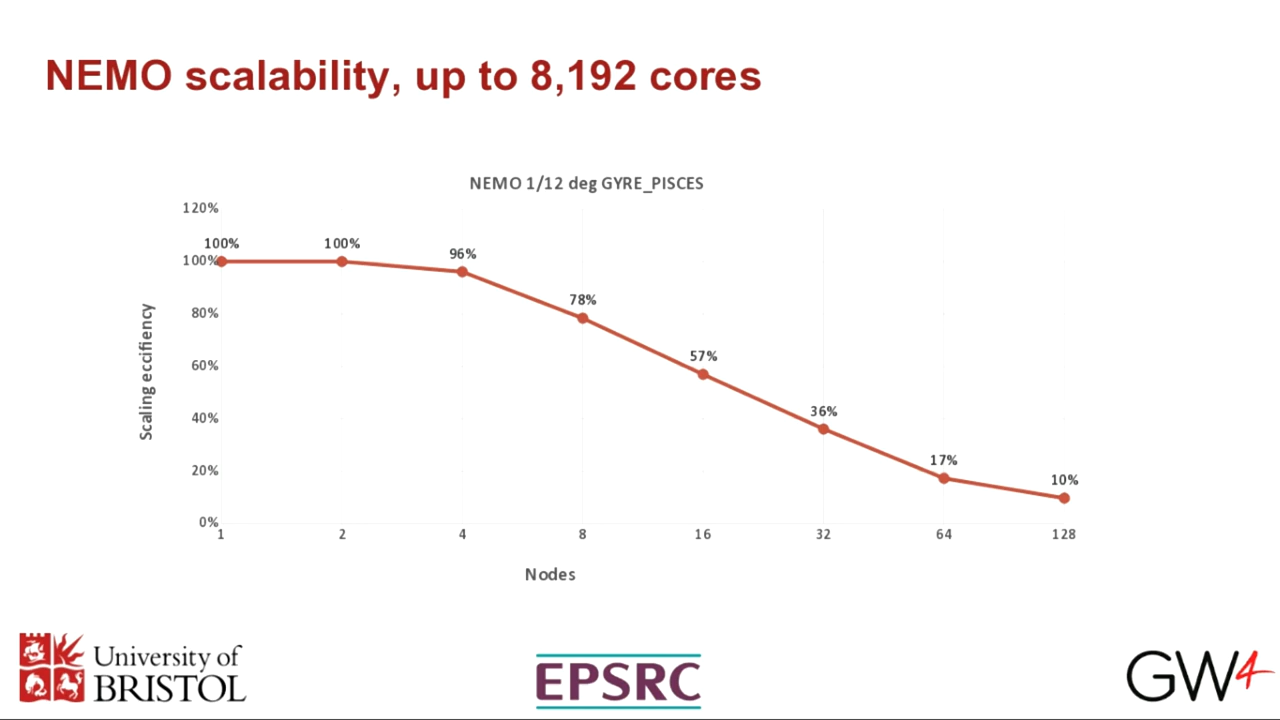 NEMO scalability, up to 8,192 cores
NEMO 1/12 deg GYRE_PISCES
120%
100%
80%
60%
40%
20%
0%
Scaling eccifiency
100%
100%
96%
78%
57%
36%
17%
10%
1
2
4
8
16
32
64
128
Nodes
University of
BRISTOL
EPSRC
GW4